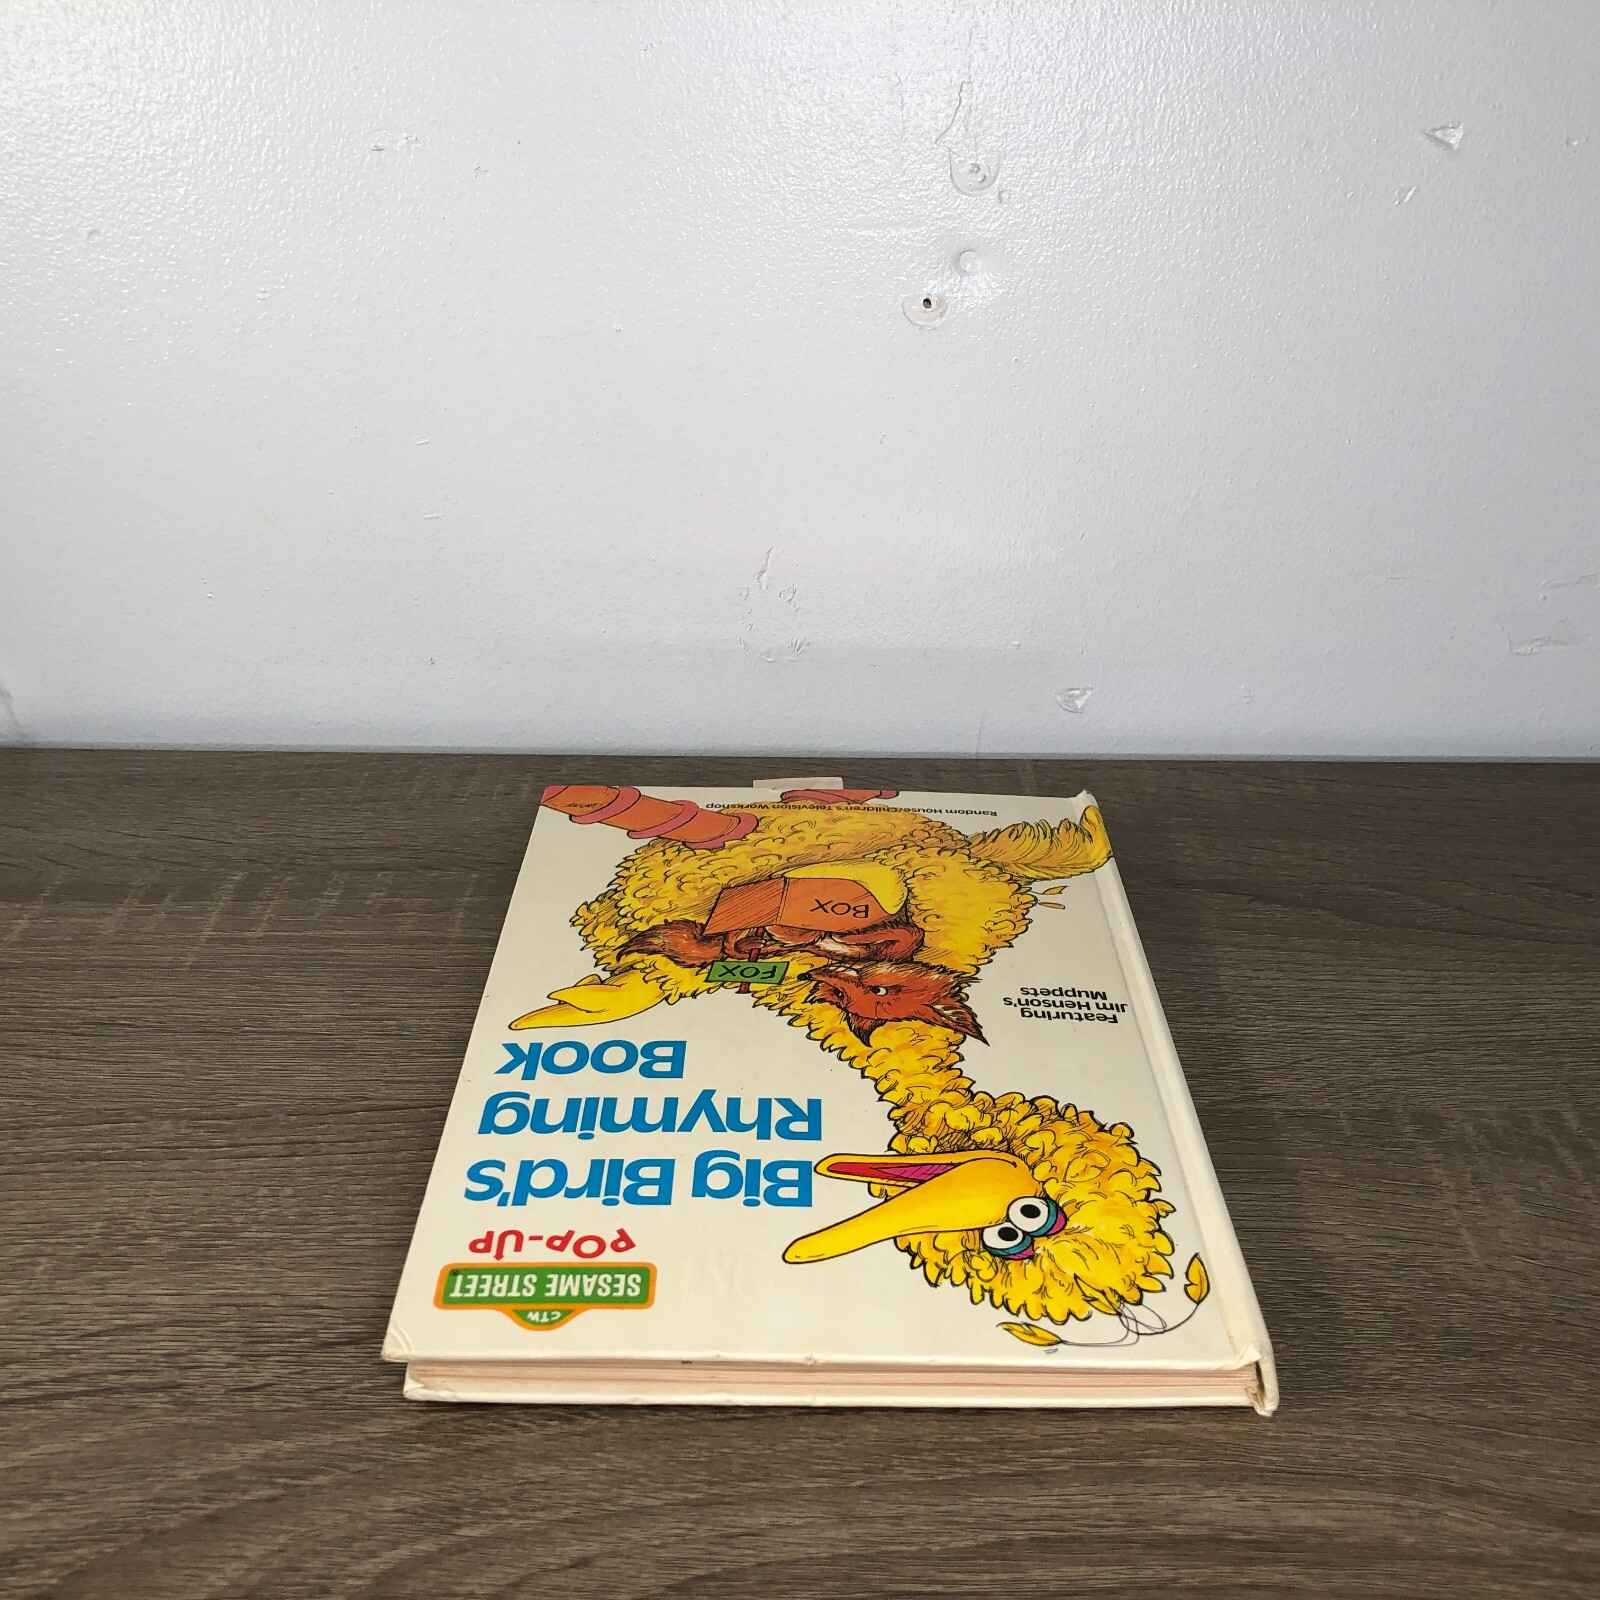 CTW
SESAME STREET
POP-UP
Big Bird's
Rhyming
Book
Featuring
Jim Henson's
Muppets
FOX
BOX
Random House/Children's Television Workshop